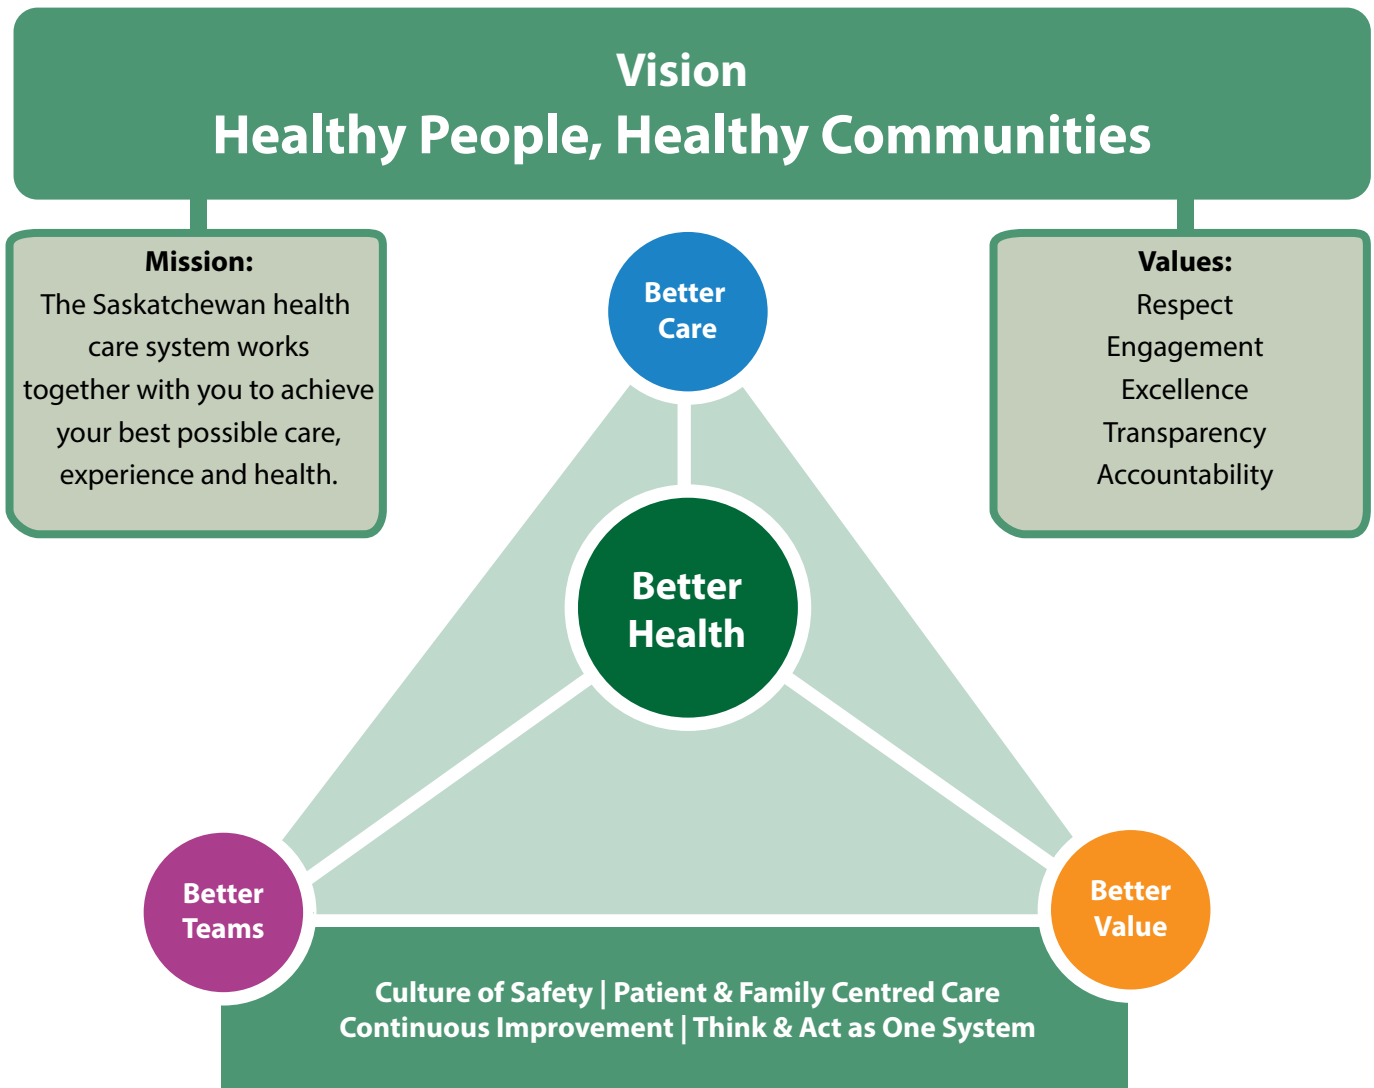 Vision
Healthy People, Healthy Communities
Mission:
The Saskatchewan health
care system works
together with you to achieve
your best possible care,
experience and health.
Values:
Respect
Engagement
Excellence
Transparency
Accountability
Better
Care
Better
Health
Better
Teams
Better
Value
Culture of Safety | Patient & Family Centred Care
Continuous Improvement | Think & Act as One System